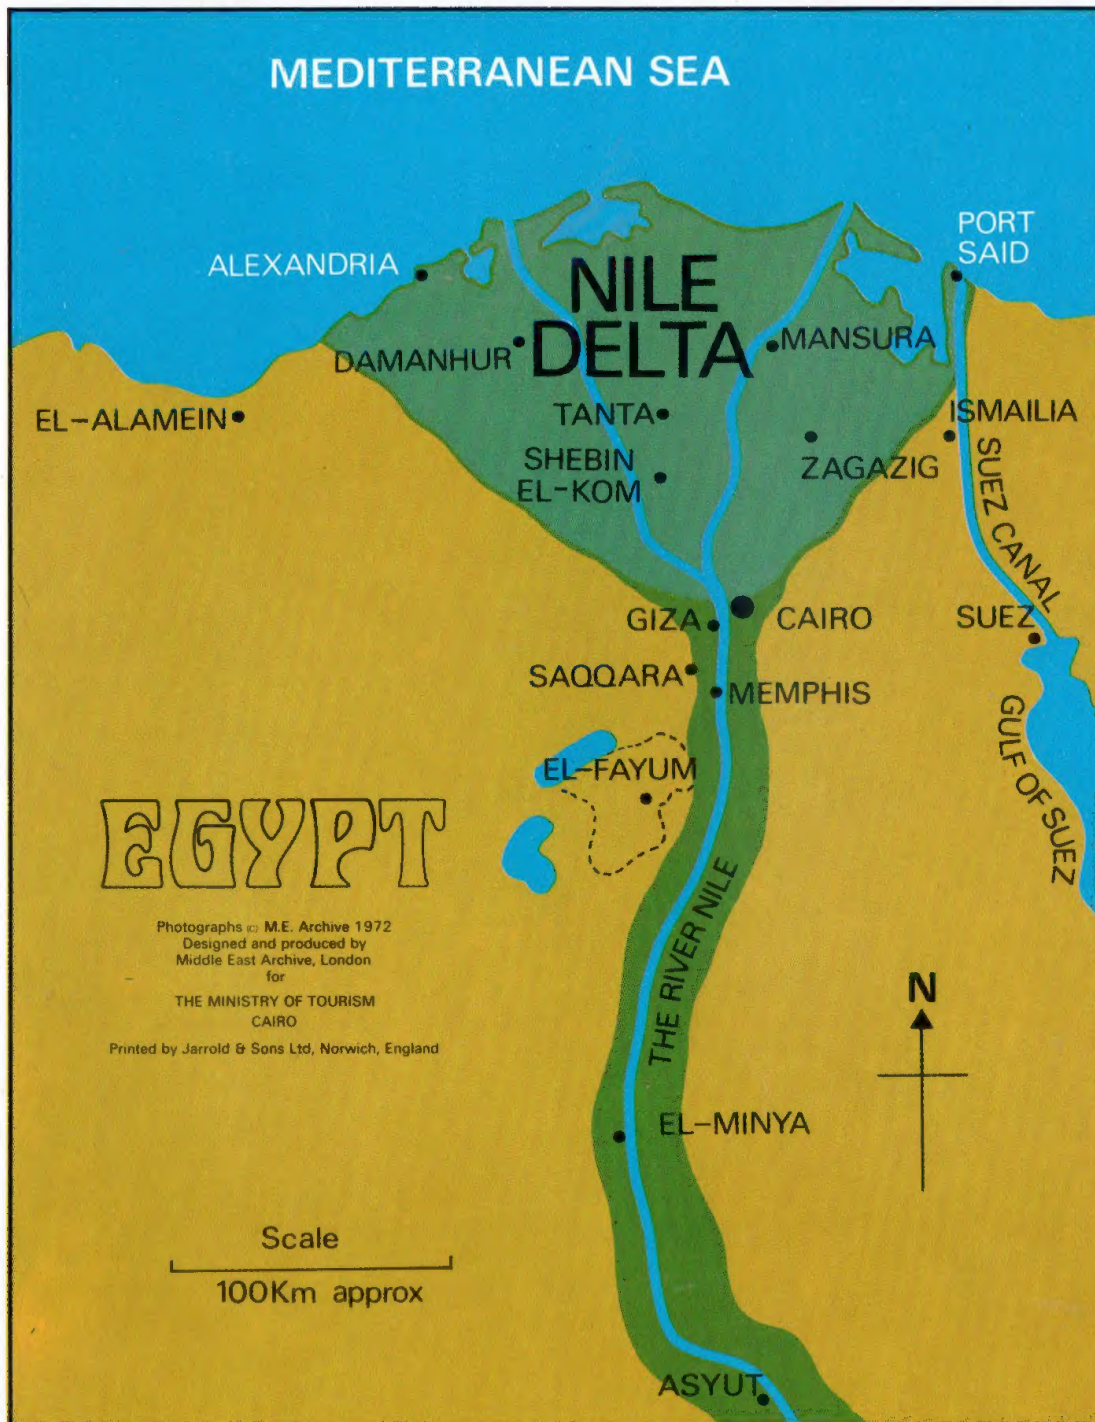 MEDITERRANEAN SEA
PORT
SAID
ALEXANDRIA
NILE
DELTA
DAMANHUR
MANSURA
EL-ALAMEIN
TANTA
ISMAILIA
SHEBIN
EL-KOM
ZAGAZIG
SUEZ CANAL
GIZA
CAIRO
SUEZ
SAQQARA
MEMPHIS
GULF OF SUEZ
EL-FAYUM
EGYPT
THE RIVER NILE
Photographs (c) M.E. Archive 1972
Designed and produced by
Middle East Archive, London
for
THE MINISTRY OF TOURISM
CAIRO
Printed by Jarrold & Sons Ltd, Norwich, England
N
EL-MINYA
Scale
100Km approx
ASYUT